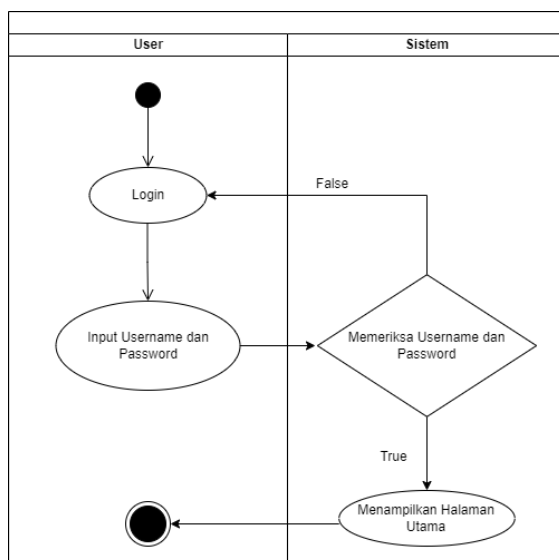 User
Sistem
Login
False
Input Username dan
Password
Memeriksa Username dan
Password
True
Menampilkan Halaman
Utama